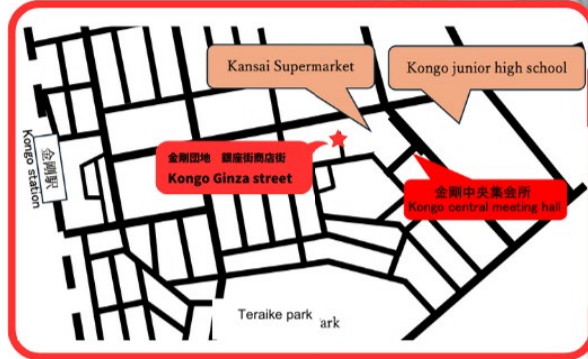 Kansai Supermarket
Kongo junior high school
金剛駅
Kongo station
金剛団地 銀座街商店街
Kongo Ginza street
金剛中央集会所
Kongo central meeting hall
Teraike park
ark